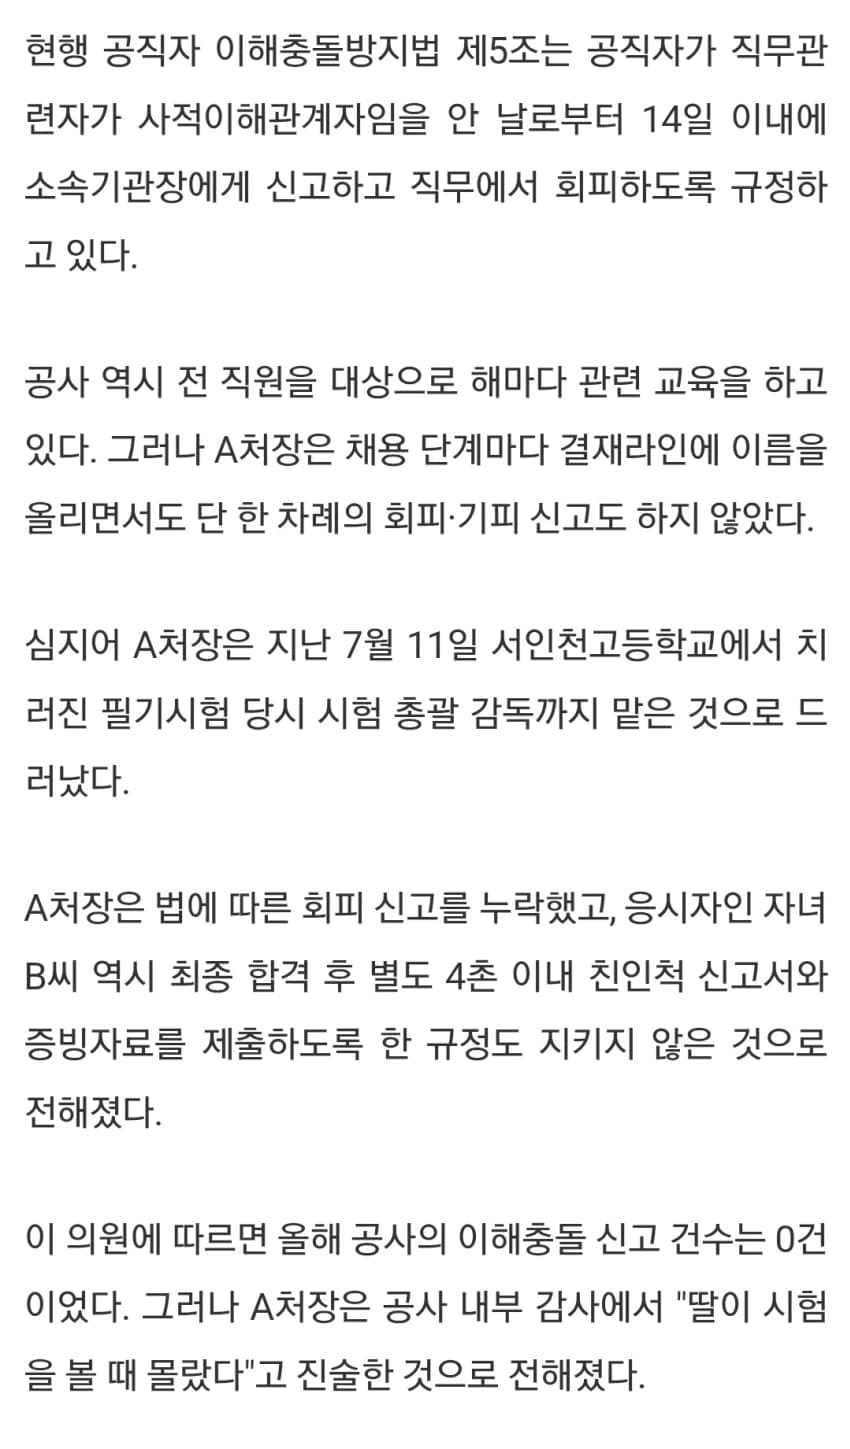 현행 공직자 이해충돌방지법 제5조는 공직자가 직무관
련자가 사적이해관계자임을 안 날로부터 14일 이내에
소속기관장에게 신고하고 직무에서 회피하도록 규정하
고 있다.
공사 역시 전 직원을 대상으로 해마다 관련 교육을 하고
있다. 그러나 A처장은 채용 단계마다 결재라인에 이름을
올리면서도 단 한 차례의 회피·기피 신고도 하지 않았다.
심지어 A처장은 지난 7월 11일 서인천고등학교에서 치
러진 필기시험 당시 시험 총괄 감독까지 맡은 것으로 드
러났다.
A처장은 법에 따른 회피 신고를 누락했고, 응시자인 자녀
B씨 역시 최종 합격 후 별도 4촌 이내 친인척 신고서와
증빙자료를 제출하도록 한 규정도 지키지 않은 것으로
전해졌다.
이 의원에 따르면 올해 공사의 이해충돌 신고 건수는 0건
이었다. 그러나 A처장은 공사 내부 감사에서 "딸이 시험
을 볼 때 몰랐다"고 진술한 것으로 전해졌다.